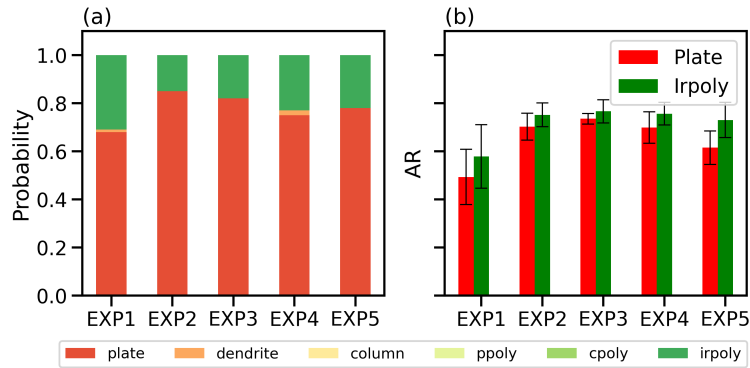 (a)
Probability
1.0
0.8
0.6
0.4
0.2
0.0
EXP1 EXP2 EXP3 EXP4 EXP5
(b)
AR
Plate
Irpoly
EXP1 EXP2 EXP3 EXP4 EXP5
plate dendrite column ppoly cpoly irpoly